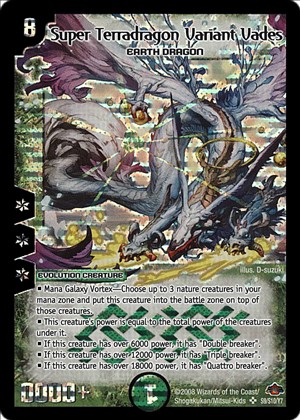 8
Super Terradragon Variant Vades
EARTH DRAGON
illus. D-suzuki
EVOLUTION CREATURE
■ Mana Galaxy Vortex—Choose up to 3 nature creatures in your
mana zone and put this creature into the battle zone on top of
those creatures.
■ This creature's power is equal to the total power of the creatures
under it.
■ If this creature has over 6000 power, it has "Double breaker".
■ If this creature has over 12000 power, it has "Triple breaker".
■ If this creature has over 18000 power, it has "Quattro breaker".
+
1
©2008 Wizards of the Coast/
Shogakukan/Mitsui-Kids
S9/S10/Y7